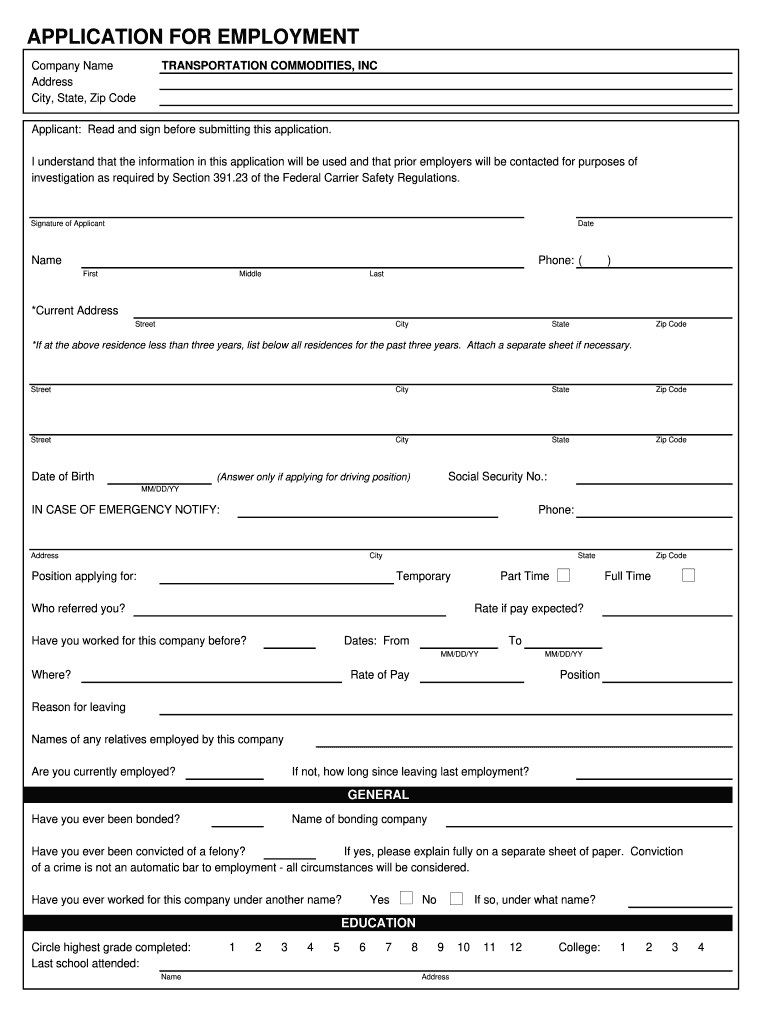 APPLICATION FOR EMPLOYMENT
Company Name TRANSPORTATION COMMODITIES, INC
Address
City, State, Zip Code
Applicant: Read and sign before submitting this application.
I understand that the information in this application will be used and that prior employers will be contacted for purposes of
investigation as required by Section 391.23 of the Federal Carrier Safety Regulations.
Signature of Applicant Date
Name Phone: ( )
First Middle Last
*Current Address
Street City State Zip Code
*If at the above residence less than three years, list below all residences for the past three years. Attach a separate sheet if necessary.
Street City State Zip Code
Street City State Zip Code
Date of Birth (Answer only if applying for driving position) Social Security No.:
MM/DD/YY
IN CASE OF EMERGENCY NOTIFY: Phone:
Address City State Zip Code
Position applying for: Temporary Part Time Full Time
Who referred you? Rate if pay expected?
Have you worked for this company before? Dates: From To
MM/DD/YY MM/DD/YY
Where? Rate of Pay Position
Reason for leaving
Names of any relatives employed by this company
Are you currently employed? If not, how long since leaving last employment?
GENERAL
Have you ever been bonded? Name of bonding company
Have you ever been convicted of a felony? If yes, please explain fully on a separate sheet of paper. Conviction
of a crime is not an automatic bar to employment - all circumstances will be considered.
Have you ever worked for this company under another name? Yes No If so, under what name?
EDUCATION
Circle highest grade completed: 1 2 3 4 5 6 7 8 9 10 11 12 College: 1 2 3 4
Last school attended:
Name Address